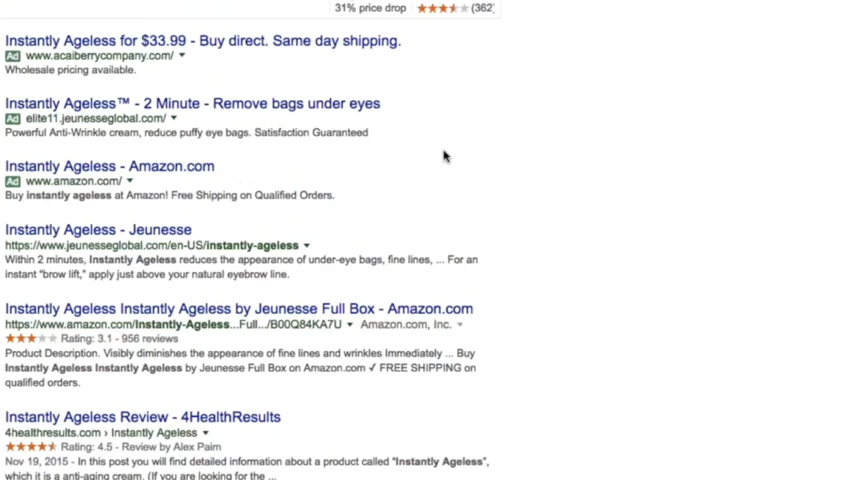 31% price drop (362)
Instantly Ageless for $33.99 - Buy direct. Same day shipping.
Ad www.acaiberrycompany.com/
Wholesale pricing available.
Instantly Ageless™ - 2 Minute - Remove bags under eyes
Ad elite11.jeunesseglobal.com/
Powerful Anti-Wrinkle cream, reduce puffy eye bags. Satisfaction Guaranteed
Instantly Ageless - Amazon.com
Ad www.amazon.com/
Buy instantly ageless at Amazon! Free Shipping on Qualified Orders.
Instantly Ageless - Jeunesse
https://www.jeunesseglobal.com/en-US/instantly-ageless
Within 2 minutes, Instantly Ageless reduces the appearance of under-eye bags, fine lines, ... For an
instant "brow lift," apply just above your natural eyebrow line.
Instantly Ageless Instantly Ageless by Jeunesse Full Box - Amazon.com
https://www.amazon.com/Instantly-Ageless...Full.../B00Q84KA7U Amazon.com, Inc.
Rating: 3.1 - 956 reviews
Product Description. Visibly diminishes the appearance of fine lines and wrinkles Immediately ... Buy
Instantly Ageless Instantly Ageless by Jeunesse Full Box on Amazon.com ✓ FREE SHIPPING on
qualified orders.
Instantly Ageless Review - 4HealthResults
4healthresults.com › Instantly Ageless
Rating: 4.5 - Review by Alex Paim
Nov 19, 2015 - In this post you will find detailed information about a product called "Instantly Ageless",
which it is a anti-aging cream. (If you are looking for the ...